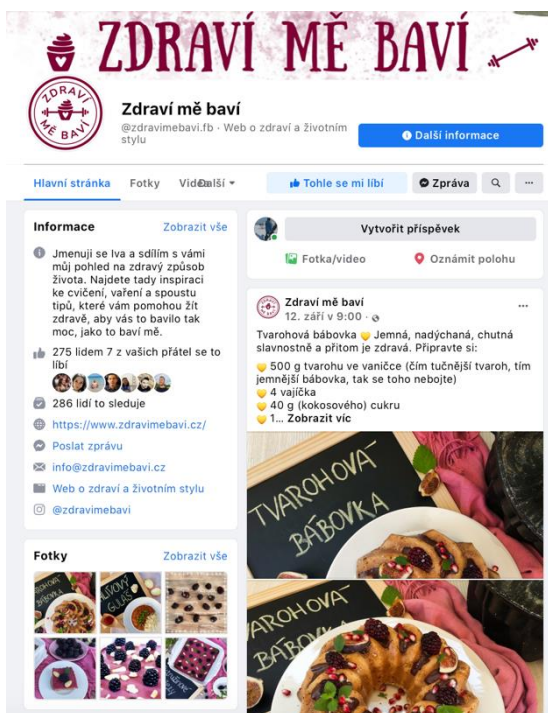 ZDRAVÍ MĚ BAVÍ
ZDRAVÍ
MĚ BAVÍ
Zdraví mě baví
@zdravimebavi.fb · Web o zdraví a životním
stylu
Další informace
Hlavní stránka Fotky Videa Další
Tohle se mi líbí
Zpráva
Informace Zobrazit vše
Jmenuji se Iva a sdílím s vámi
můj pohled na zdravý způsob
života. Najdete tady inspiraci
ke cvičení, vaření a spoustu
tipů, které vám pomohou žít
zdravě, aby vás to bavilo tak
moc, jako to baví mě.
275 lidem 7 z vašich přátel se to
líbí
286 lidí to sleduje
https://www.zdravimebavi.cz/
Poslat zprávu
info@zdravimebavi.cz
Web o zdraví a životním stylu
@zdravimebavi
Fotky Zobrazit vše
TVAROHOVÁ
BÁBOVKA
GULÁŠ
Vytvořit příspěvek
Fotka/video Oznámit polohu
Zdraví mě baví
12. září v 9:00 ·
Tvarohová bábovka 💛 Jemná, nadýchaná, chutná
slavnostně a přitom je zdravá. Připravte si:
💛 500 g tvarohu ve vaničce (čím tučnější tvaroh, tím
jemnější bábovka, tak se toho nebojte)
💛 4 vajíčka
💛 40 g (kokosového) cukru
💛 1... Zobrazit víc
TVAROHOVÁ
BÁBOVKA